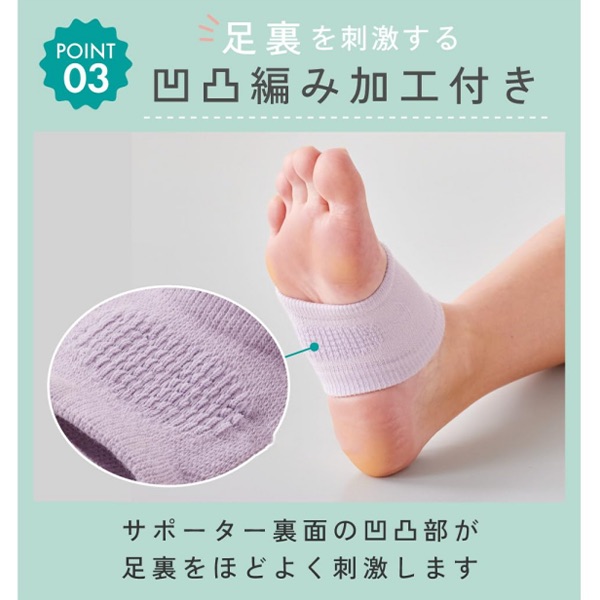 POINT
03
足裏を刺激する
凹凸編み加工付き
サポーター裏面の凹凸部が
足裏をほどよく刺激します